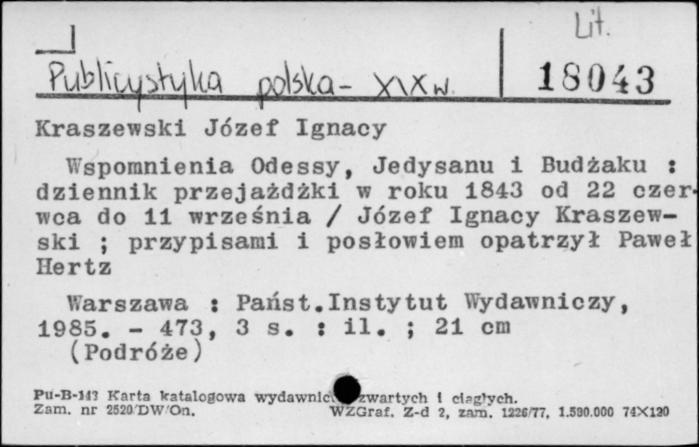 Lit.
Publicystyka polska - XIX w.
18043
Kraszewski Józef Ignacy
Wspomnienia Odessy, Jedysanu i Budżaku :
dziennik przejażdżki w roku 1843 od 22 czer-
wca do 11 września / Józef Ignacy Kraszew-
ski ; przypisami i posłowiem opatrzył Paweł
Hertz
Warszawa : Państ.Instytut Wydawniczy,
1985. - 473, 3 s. : il. ; 21 cm
(Podróże)
Pu-B-143 Karta katalogowa wydawnic zwartych i ciągłych.
Zam. nr 2520/DW/On. WZGraf. Z-d 2, zam. 1226/77. 1.590.000 74X120